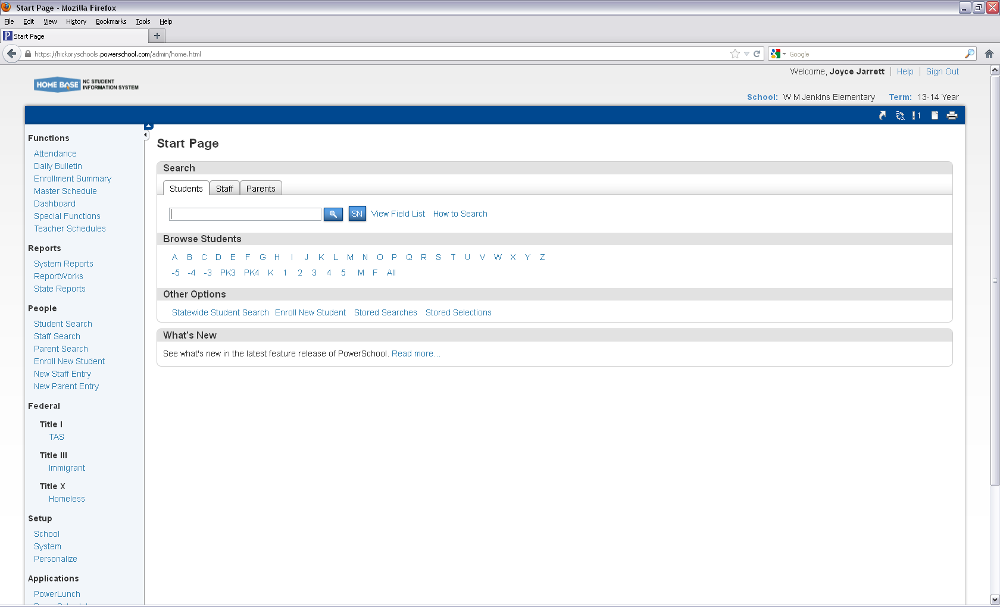 Start Page - Mozilla Firefox
File Edit View History Bookmarks Tools Help
Start Page
https://hickoryschools.powerschool.com/admin/home.html
Google
Welcome, Joyce Jarrett | Help | Sign Out
HOME BASE NC STUDENT
INFORMATION SYSTEM
School: W M Jenkins Elementary Term: 13-14 Year
!1
Functions
Attendance
Daily Bulletin
Enrollment Summary
Master Schedule
Dashboard
Special Functions
Teacher Schedules
Reports
System Reports
ReportWorks
State Reports
People
Student Search
Staff Search
Parent Search
Enroll New Student
New Staff Entry
New Parent Entry
Federal
Title I
TAS
Title III
Immigrant
Title X
Homeless
Setup
School
System
Personalize
Applications
PowerLunch
Start Page
Search
Students Staff Parents
SN View Field List How to Search
Browse Students
A B C D E F G H I J K L M N O P Q R S T U V W X Y Z
-5 -4 -3 PK3 PK4 K 1 2 3 4 5 M F All
Other Options
Statewide Student Search Enroll New Student Stored Searches Stored Selections
What's New
See what's new in the latest feature release of PowerSchool. Read more...